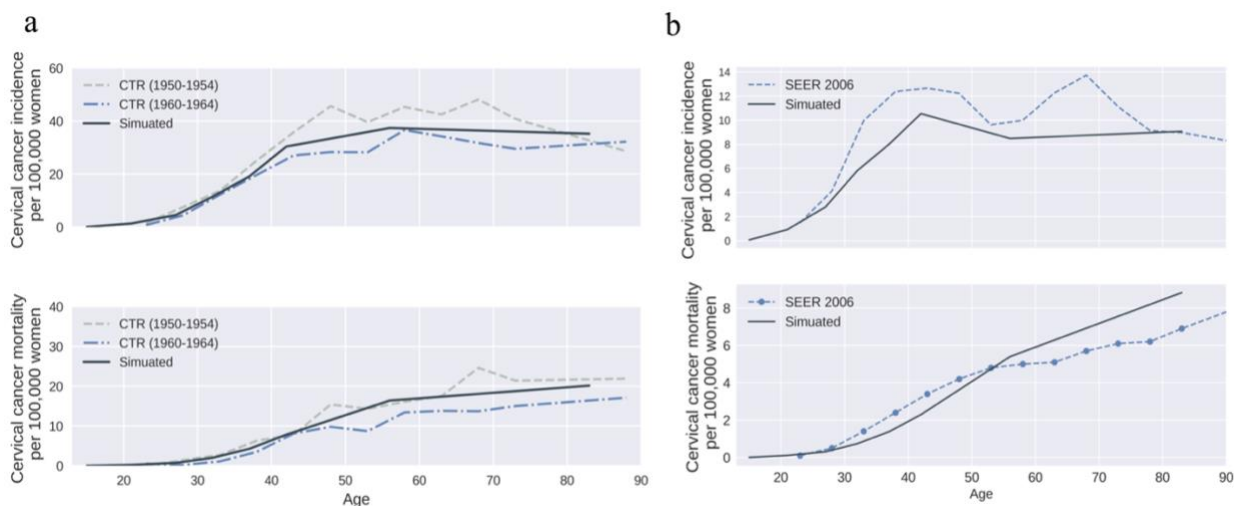 a
Cervical cancer incidence
per 100,000 women
60
40
20
0
CTR (1950-1954)
CTR (1960-1964)
Simuated
Cervical cancer mortality
per 100,000 women
40
30
20
10
0
CTR (1950-1954)
CTR (1960-1964)
Simuated
20 30 40 50 60 70 80 90
Age
b
Cervical cancer incidence
per 100,000 women
14
12
10
8
6
4
2
0
SEER 2006
Simuated
Cervical cancer mortality
per 100,000 women
8
6
4
2
0
SEER 2006
Simuated
20 30 40 50 60 70 80 90
Age